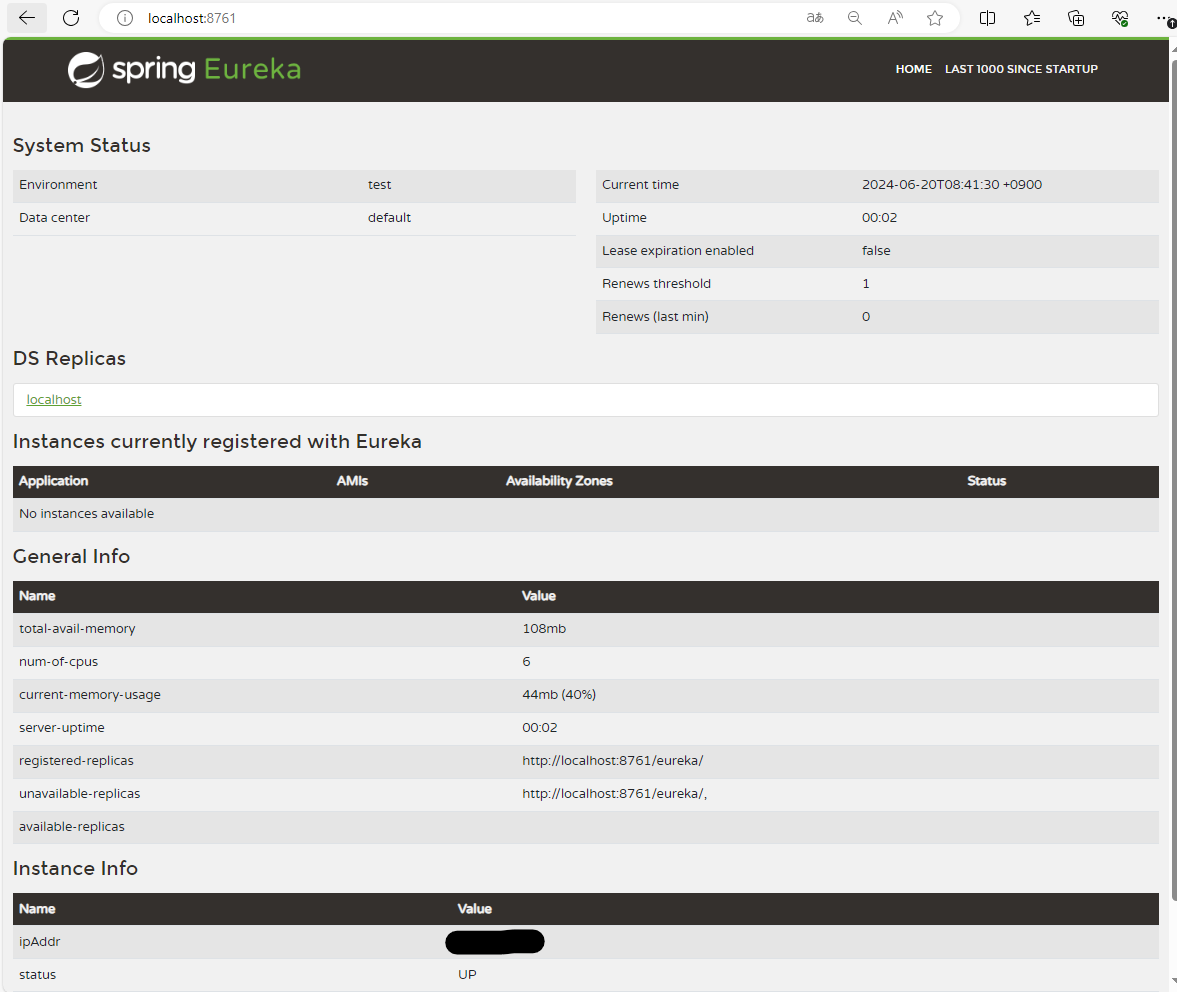 localhost:8761
aあ
A
spring Eureka
HOME LAST 1000 SINCE STARTUP
System Status
Environment test
Data center default
Current time 2024-06-20T08:41:30 +0900
Uptime 00:02
Lease expiration enabled false
Renews threshold 1
Renews (last min) 0
DS Replicas
localhost
Instances currently registered with Eureka
Application AMIs Availability Zones Status
No instances available
General Info
Name Value
total-avail-memory 108mb
num-of-cpus 6
current-memory-usage 44mb (40%)
server-uptime 00:02
registered-replicas http://localhost:8761/eureka/
unavailable-replicas http://localhost:8761/eureka/,
available-replicas
Instance Info
Name Value
ipAddr
status UP